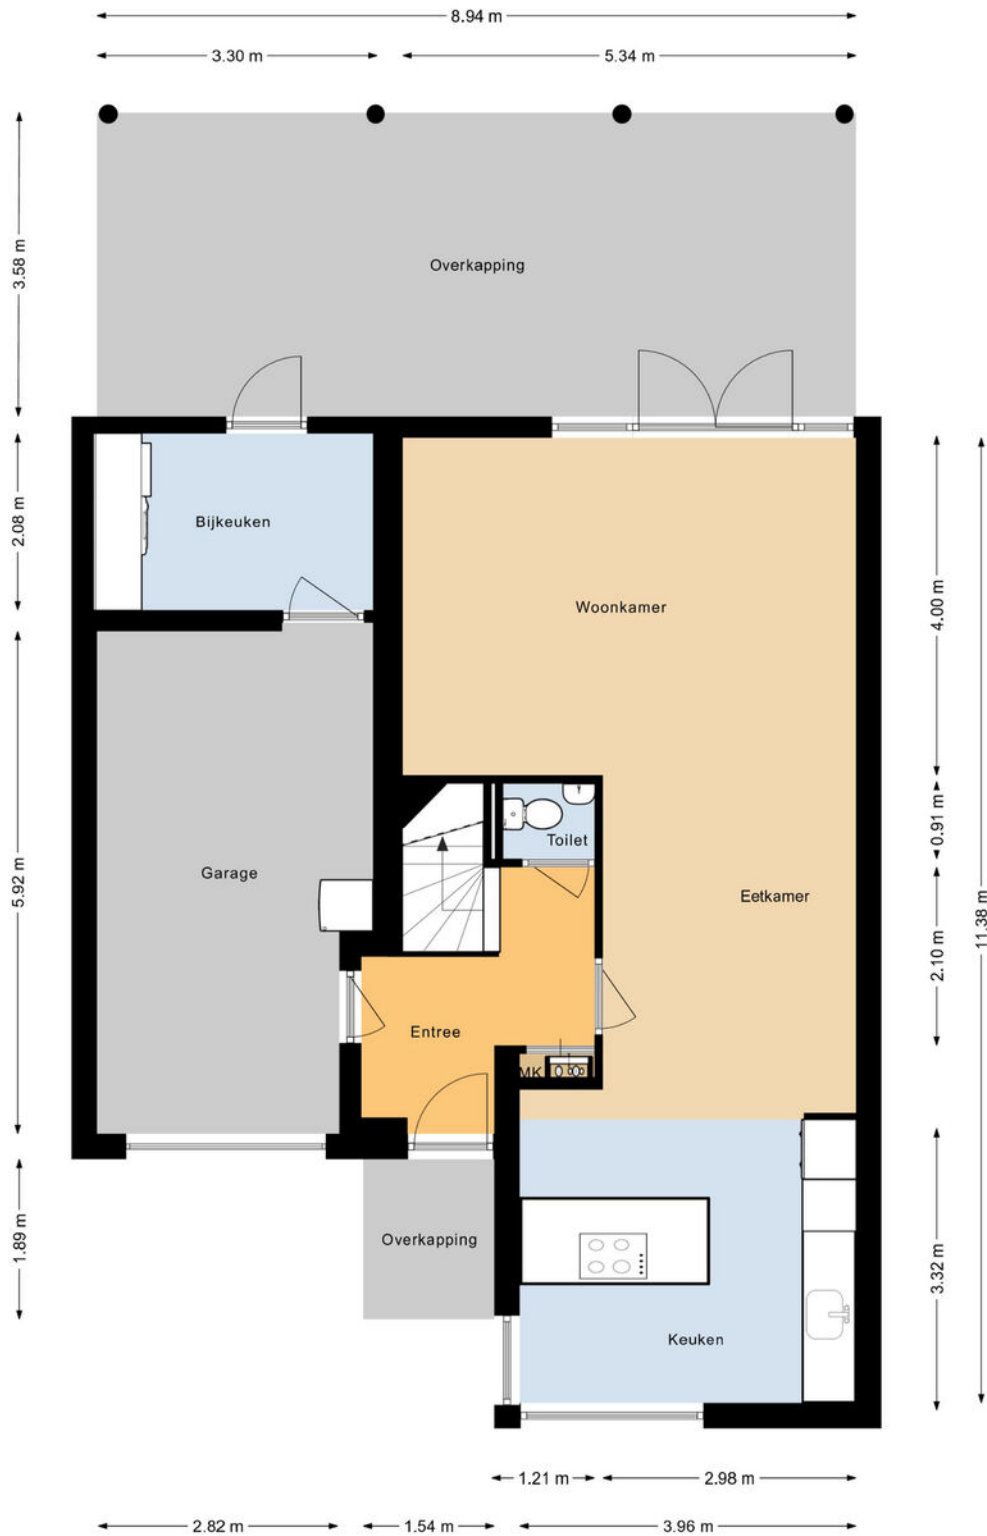 8.94 m
3.30 m
5.34 m
3.58 m
Overkapping
2.08 m
Bijkeuken
Woonkamer
4.00 m
0.91 m
Toilet
5.92 m
Garage
Eetkamer
11.38 m
2.10 m
Entree
MK
1.89 m
Overkapping
3.32 m
Keuken
1.21 m
2.98 m
2.82 m
1.54 m
3.96 m